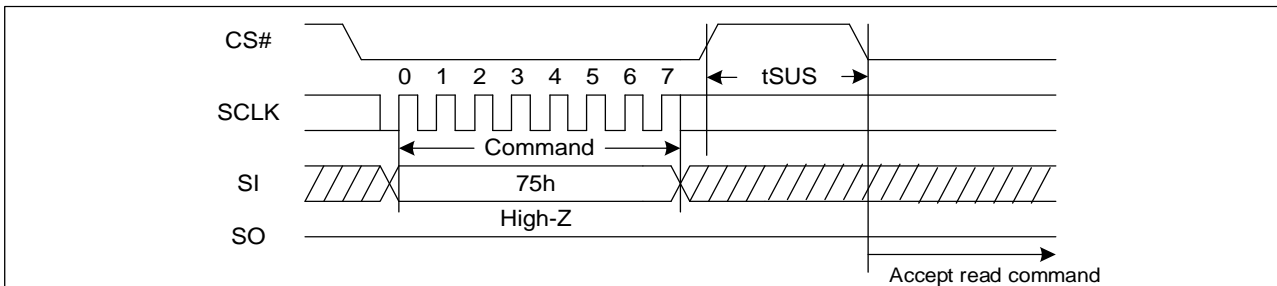 CS#
0 1 2 3 4 5 6 7
tSUS
SCLK
Command
SI
75h
High-Z
SO
Accept read command